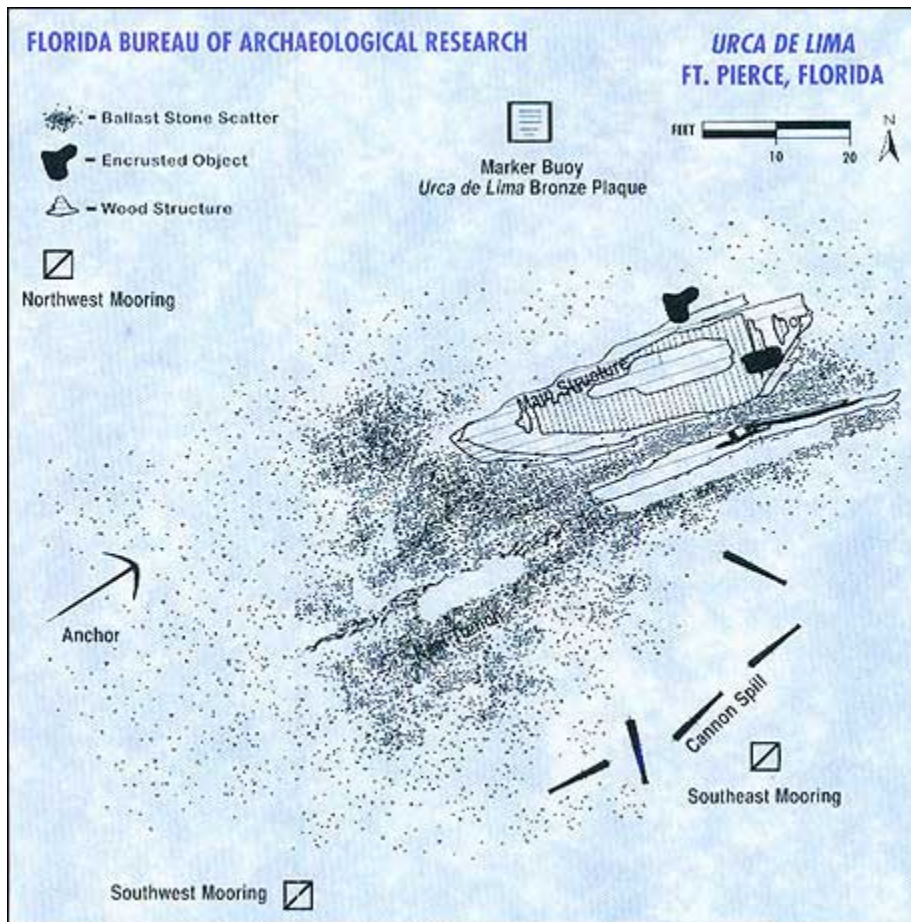 FLORIDA BUREAU OF ARCHAEOLOGICAL RESEARCH
URCA DE LIMA
FT. PIERCE, FLORIDA
- Ballast Stone Scatter
- Encrusted Object
- Wood Structure
Marker Buoy
Urca de Lima Bronze Plaque
FEET
10
20
N
Northwest Mooring
Main Structure
Anchor
Cannon Spill
Southeast Mooring
Southwest Mooring